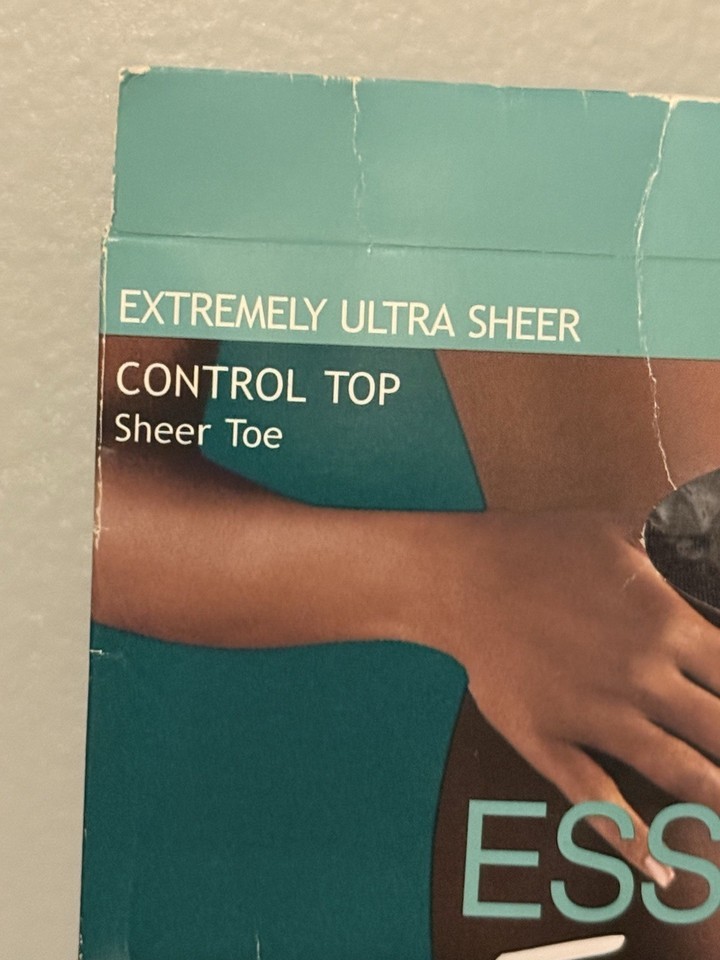 EXTREMELY ULTRA SHEER
CONTROL TOP
Sheer Toe
ESS